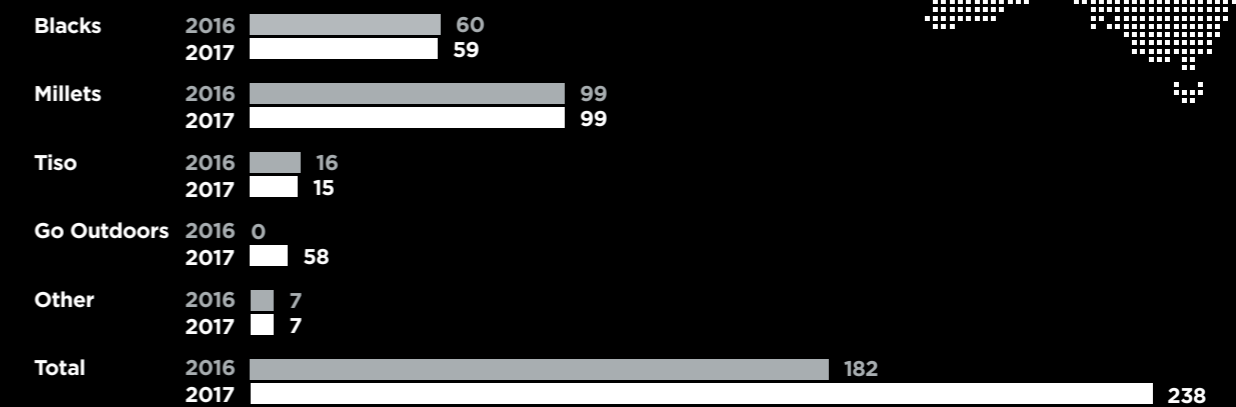 Blacks 2016 60
2017 59
Millets 2016 99
2017 99
Tiso 2016 16
2017 15
Go Outdoors 2016 0
2017 58
Other 2016 7
2017 7
Total 2016 182
2017 238